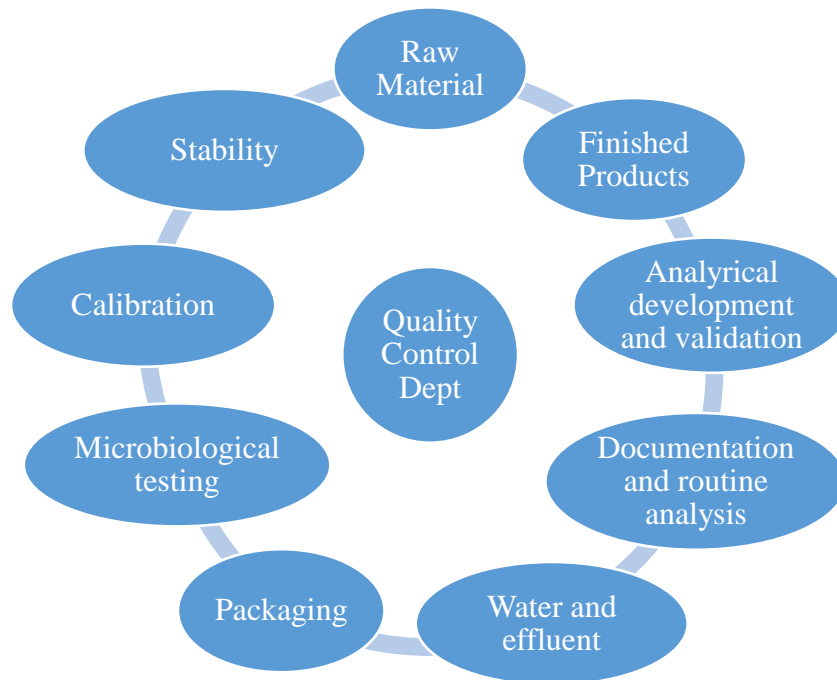 Raw
Material
Finished
Products
Analyrical
development
and validation
Documentation
and routine
analysis
Water and
effluent
Packaging
Microbiological
testing
Calibration
Stability
Quality
Control
Dept